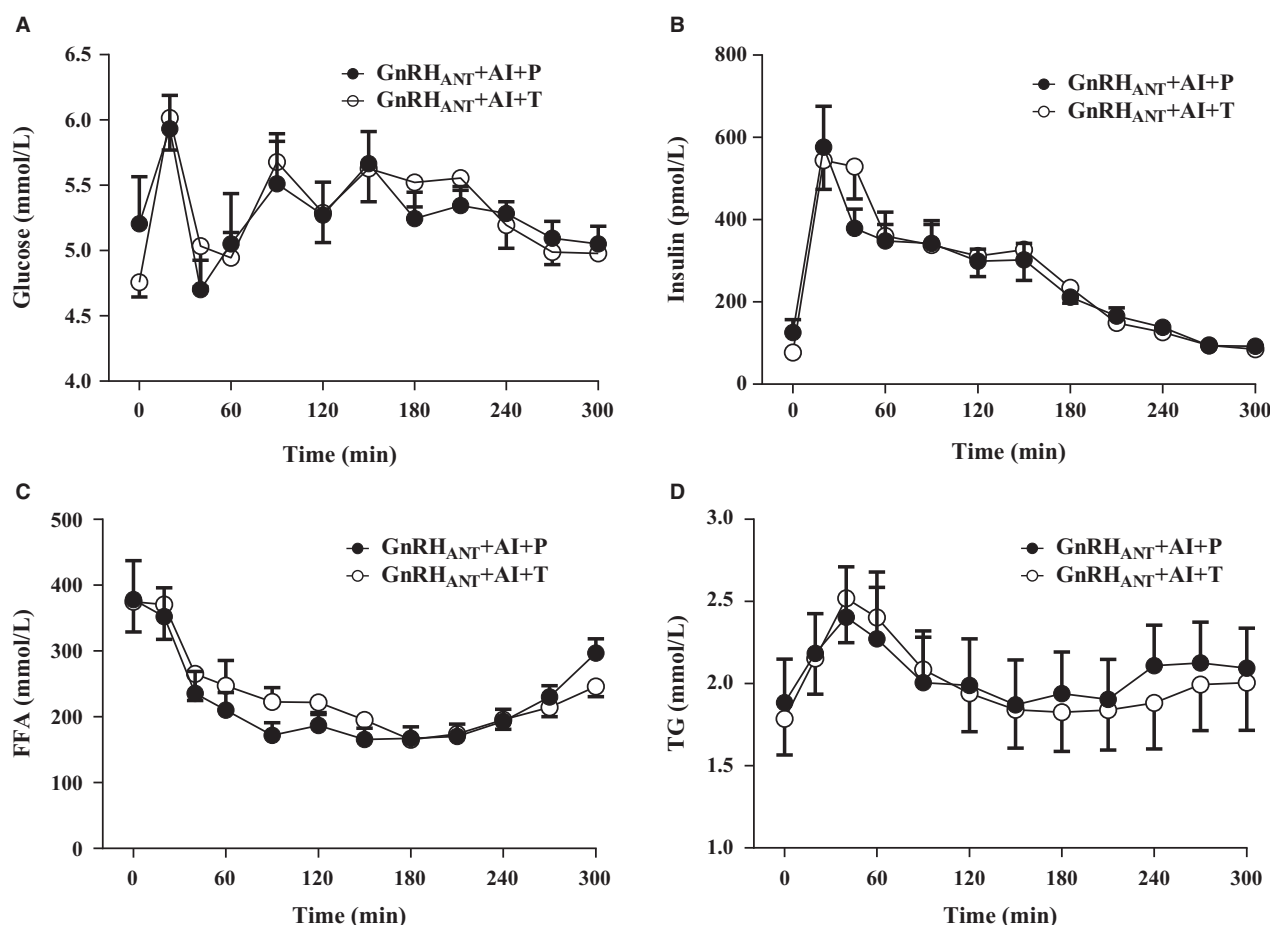 A
Glucose (mmol/L)
6.5
6.0
5.5
5.0
4.5
4.0
GnRHANT+AI+P
GnRHANT+AI+T
0 60 120 180 240 300
Time (min)
B
Insulin (pmol/L)
800
600
400
200
0
GnRHANT+AI+P
GnRHANT+AI+T
0 60 120 180 240 300
Time (min)
C
FFA (mmol/L)
500
400
300
200
100
0
GnRHANT+AI+P
GnRHANT+AI+T
0 60 120 180 240 300
Time (min)
D
TG (mmol/L)
3.0
2.5
2.0
1.5
1.0
GnRHANT+AI+P
GnRHANT+AI+T
0 60 120 180 240 300
Time (min)